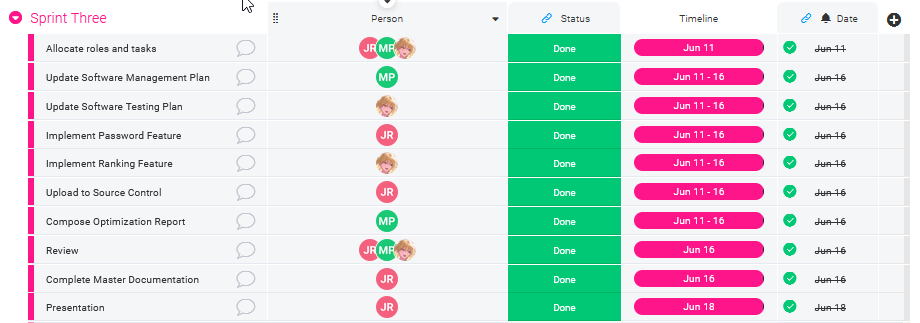 Sprint Three Person Status Timeline Date
Allocate roles and tasks JR MP Done Jun 11 Jun 11
Update Software Management Plan MP Done Jun 11 - 16 Jun 16
Update Software Testing Plan Done Jun 11 - 16 Jun 16
Implement Password Feature JR Done Jun 11 - 16 Jun 16
Implement Ranking Feature Done Jun 11 - 16 Jun 16
Upload to Source Control JR Done Jun 11 - 16 Jun 16
Compose Optimization Report MP Done Jun 11 - 16 Jun 16
Review JR MP Done Jun 16 Jun 16
Complete Master Documentation JR Done Jun 16 Jun 16
Presentation JR Done Jun 18 Jun 18